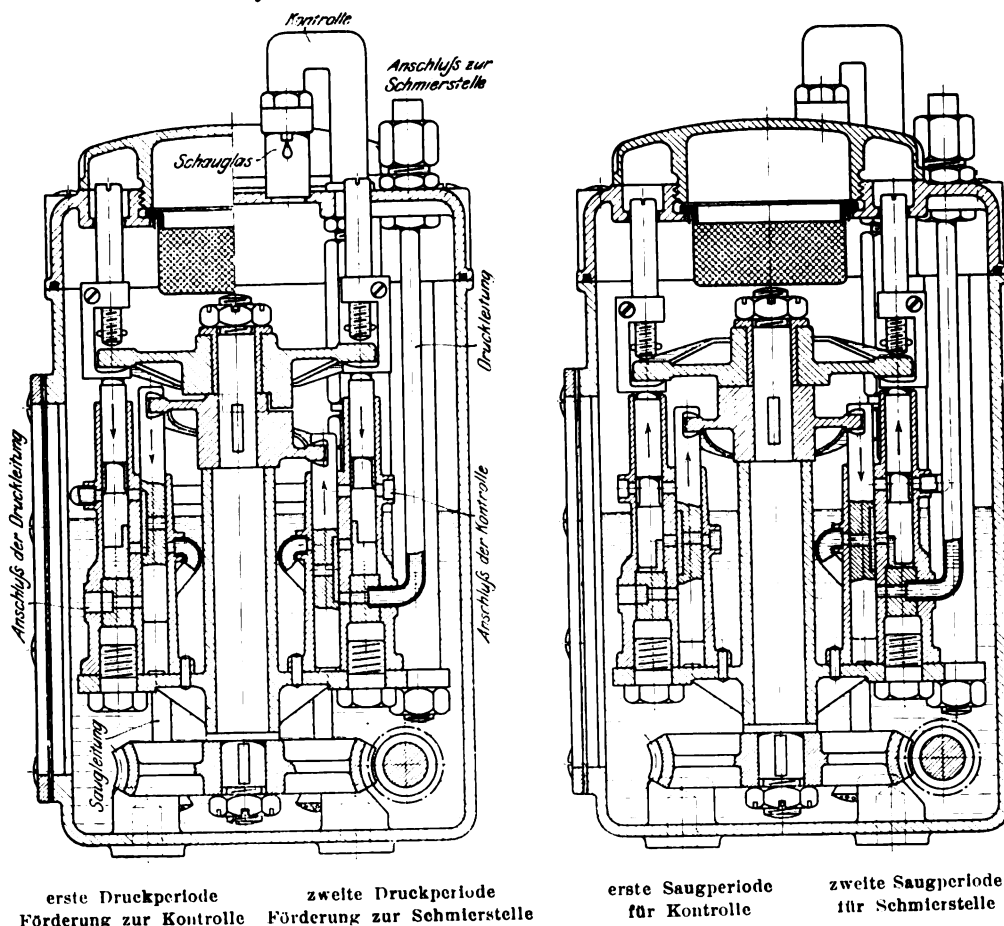 Kontrolle
Anschluß zur
Schmierstelle
Schauglas
Druckleitung
Anschluß der Druckleitung
Anschluß der Kontrolle
Saugleitung
erste Druckperiode
Förderung zur Kontrolle
zweite Druckperiode
Förderung zur Schmierstelle
erste Saugperiode
für Kontrolle
zweite Saugperiode
für Schmierstelle